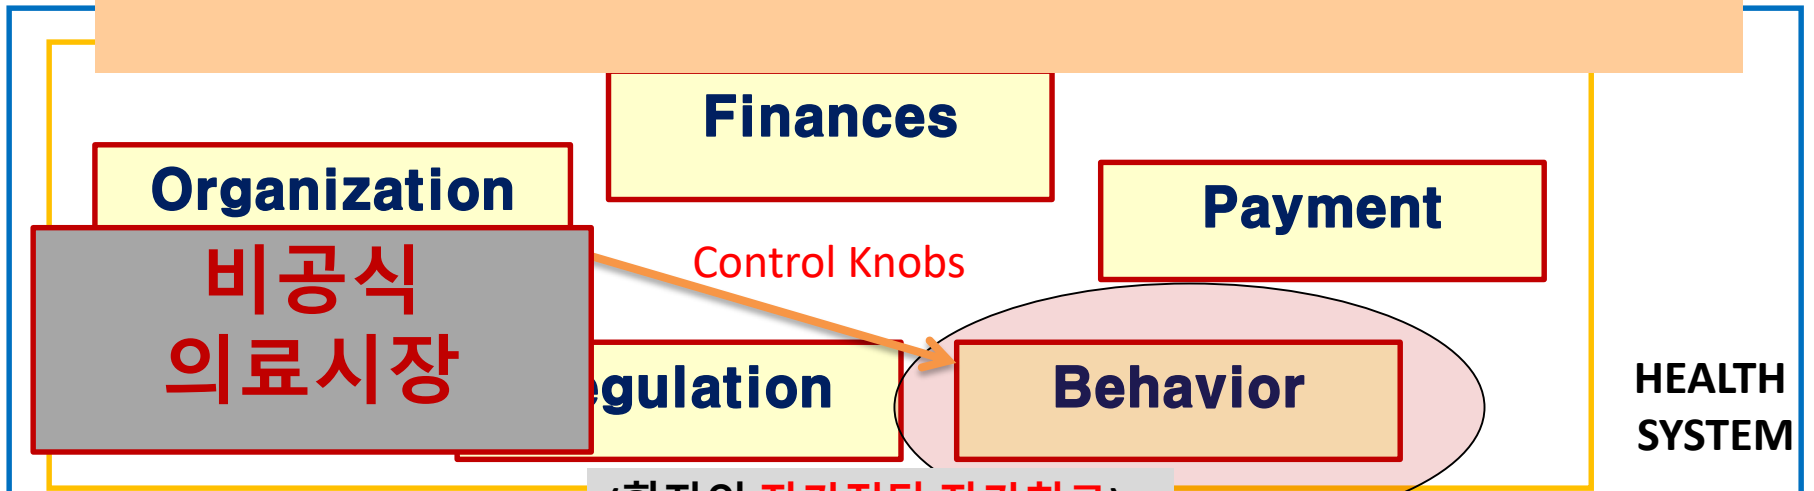 Finances
Organization
Payment
비공식
의료시장
Control Knobs
egulation
Behavior
HEALTH
SYSTEM